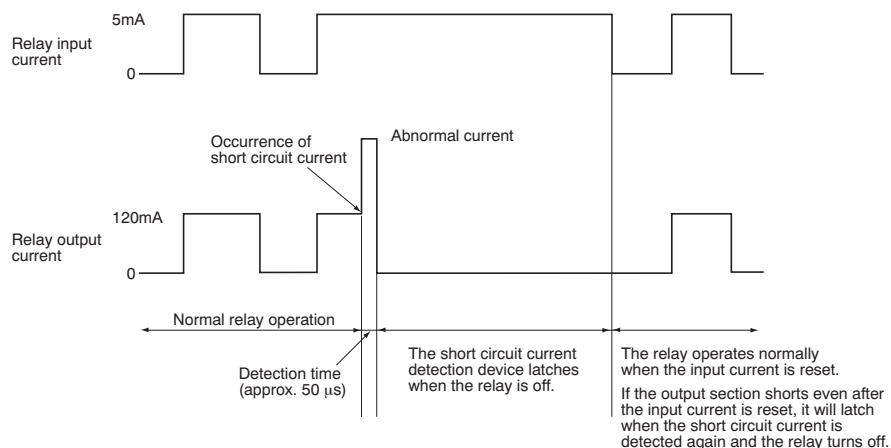 5mA
Relay input
current
0
Abnormal current
Occurrence of
short circuit current
120mA
Relay output
current
0
Normal relay operation
Detection time
(approx. 50 μs)
The short circuit current
detection device latches
when the relay is off.
The relay operates normally
when the input current is reset.
If the output section shorts even after
the input current is reset, it will latch
when the short circuit current is
detected again and the relay turns off.